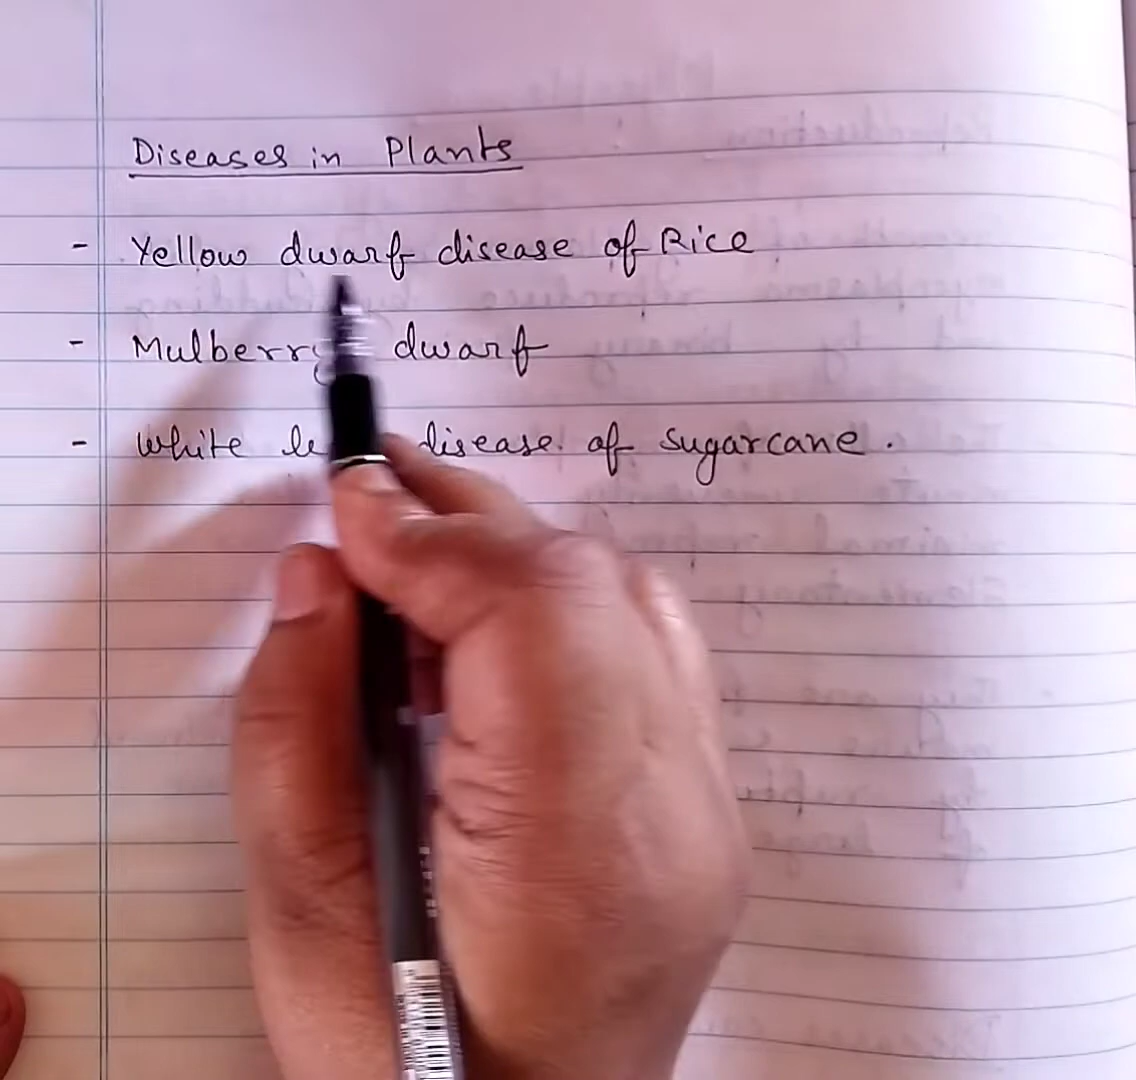 Diseases in Plants
- Yellow dwarf disease of Rice
- Mulberry dwarf
- White disease of sugarcane.